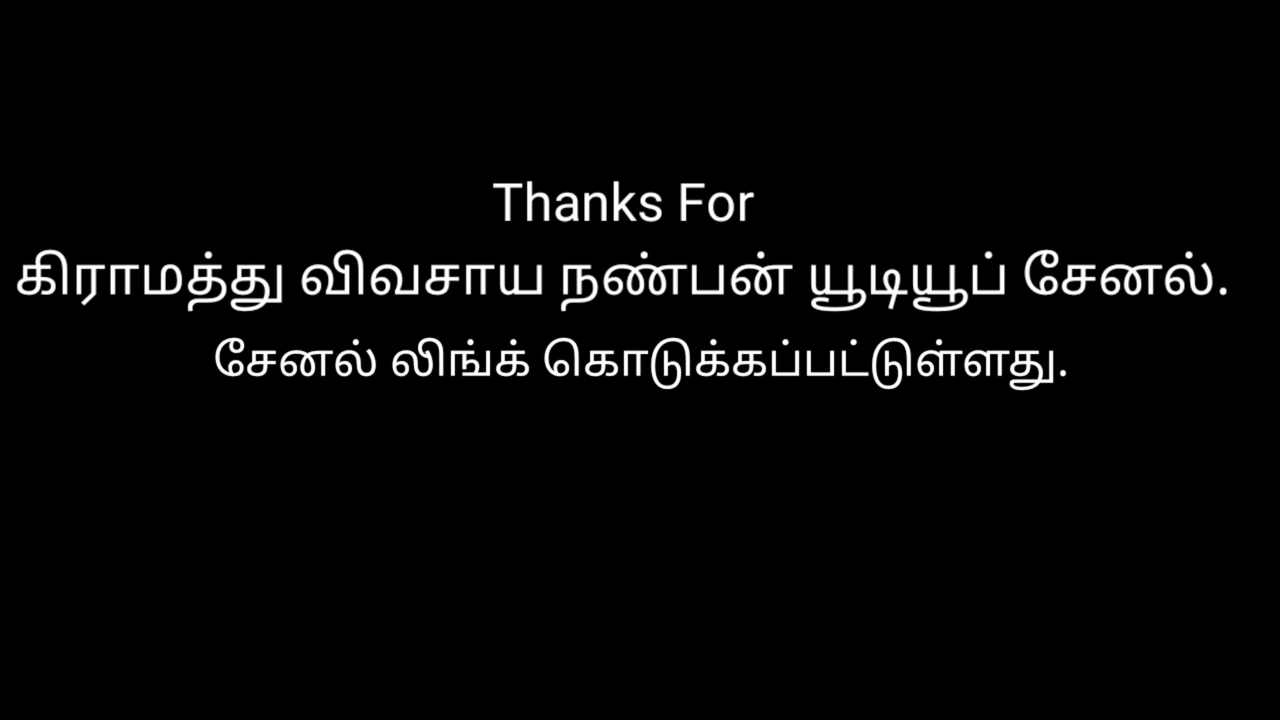 Thanks For
கிராமத்து விவசாய நண்பன் யூடியூப் சேனல்.
சேனல் லிங்க் கொடுக்கப்பட்டுள்ளது.